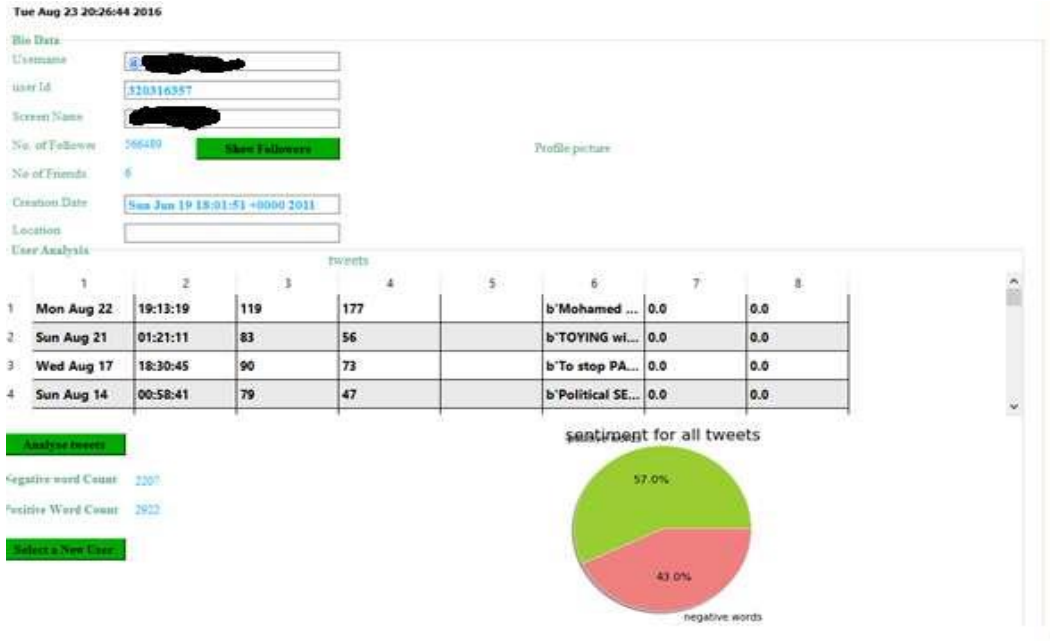 Tue Aug 23 20:26:44 2016
Bio Data
Username @
user Id 320316357
Screen Name
No. of Follower 566489 Show Followers Profile picture
No of Friends 6
Creation Date Sun Jun 19 18:01:51 +0000 2011
Location
User Analysis
tweets
1 2 3 4 5 6 7 8
1 Mon Aug 22 19:13:19 119 177 b'Mohamed ... 0.0 0.0
2 Sun Aug 21 01:21:11 83 56 b'TOYING wi... 0.0 0.0
3 Wed Aug 17 18:30:45 90 73 b'To stop PA... 0.0 0.0
4 Sun Aug 14 00:58:41 79 47 b'Political SE... 0.0 0.0
sentiment for all tweets
positive words
Analyse tweets
57.0%
Negative word Count 2207
Positive Word Count 2922
Select a New User
43.0%
negative words